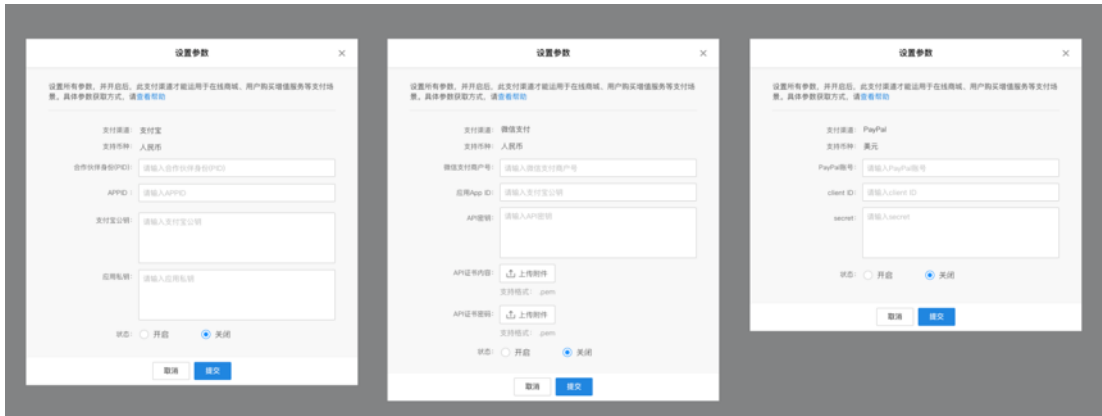 设置参数
设置所有参数，并开启后，此支付渠道才能运用于在线商城、用户购买增值服务等支付场
景。具体参数获取方式，请查看帮助
支付渠道： 支付宝
支持币种： 人民币
合作伙伴身份(PID)： 请输入合作伙伴身份(PID)
APPID： 请输入APPID
支付宝公钥： 请输入支付宝公钥
应用私钥： 请输入应用私钥
状态： 开启 关闭
取消 提交
设置参数
设置所有参数，并开启后，此支付渠道才能运用于在线商城、用户购买增值服务等支付场
景。具体参数获取方式，请查看帮助
支付渠道： 微信支付
支持币种： 人民币
微信支付商户号： 请输入微信支付商户号
应用App ID： 请输入支付宝公钥
API密钥： 请输入API密钥
API证书内容： 上传附件
支持格式： .pem
API证书密码： 上传附件
支持格式： .pem
状态： 开启 关闭
取消 提交
设置参数
设置所有参数，并开启后，此支付渠道才能运用于在线商城、用户购买增值服务等支付场
景。具体参数获取方式，请查看帮助
支付渠道： PayPal
支持币种： 美元
PayPal账号： 请输入PayPal账号
client ID： 请输入client ID
secret： 请输入secret
状态： 开启 关闭
取消 提交